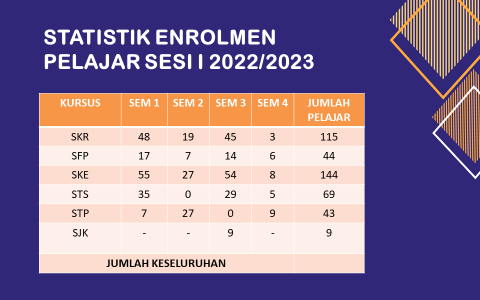 STATISTIK ENROLMEN
PELAJAR SESI I 2022/2023
KURSUS SEM 1 SEM 2 SEM 3 SEM 4 JUMLAH PELAJAR
SKR 48 19 45 3 115
SFP 17 7 14 6 44
SKE 55 27 54 8 144
STS 35 0 29 5 69
STP 7 27 0 9 43
SJK - - 9 - 9
JUMLAH KESELURUHAN